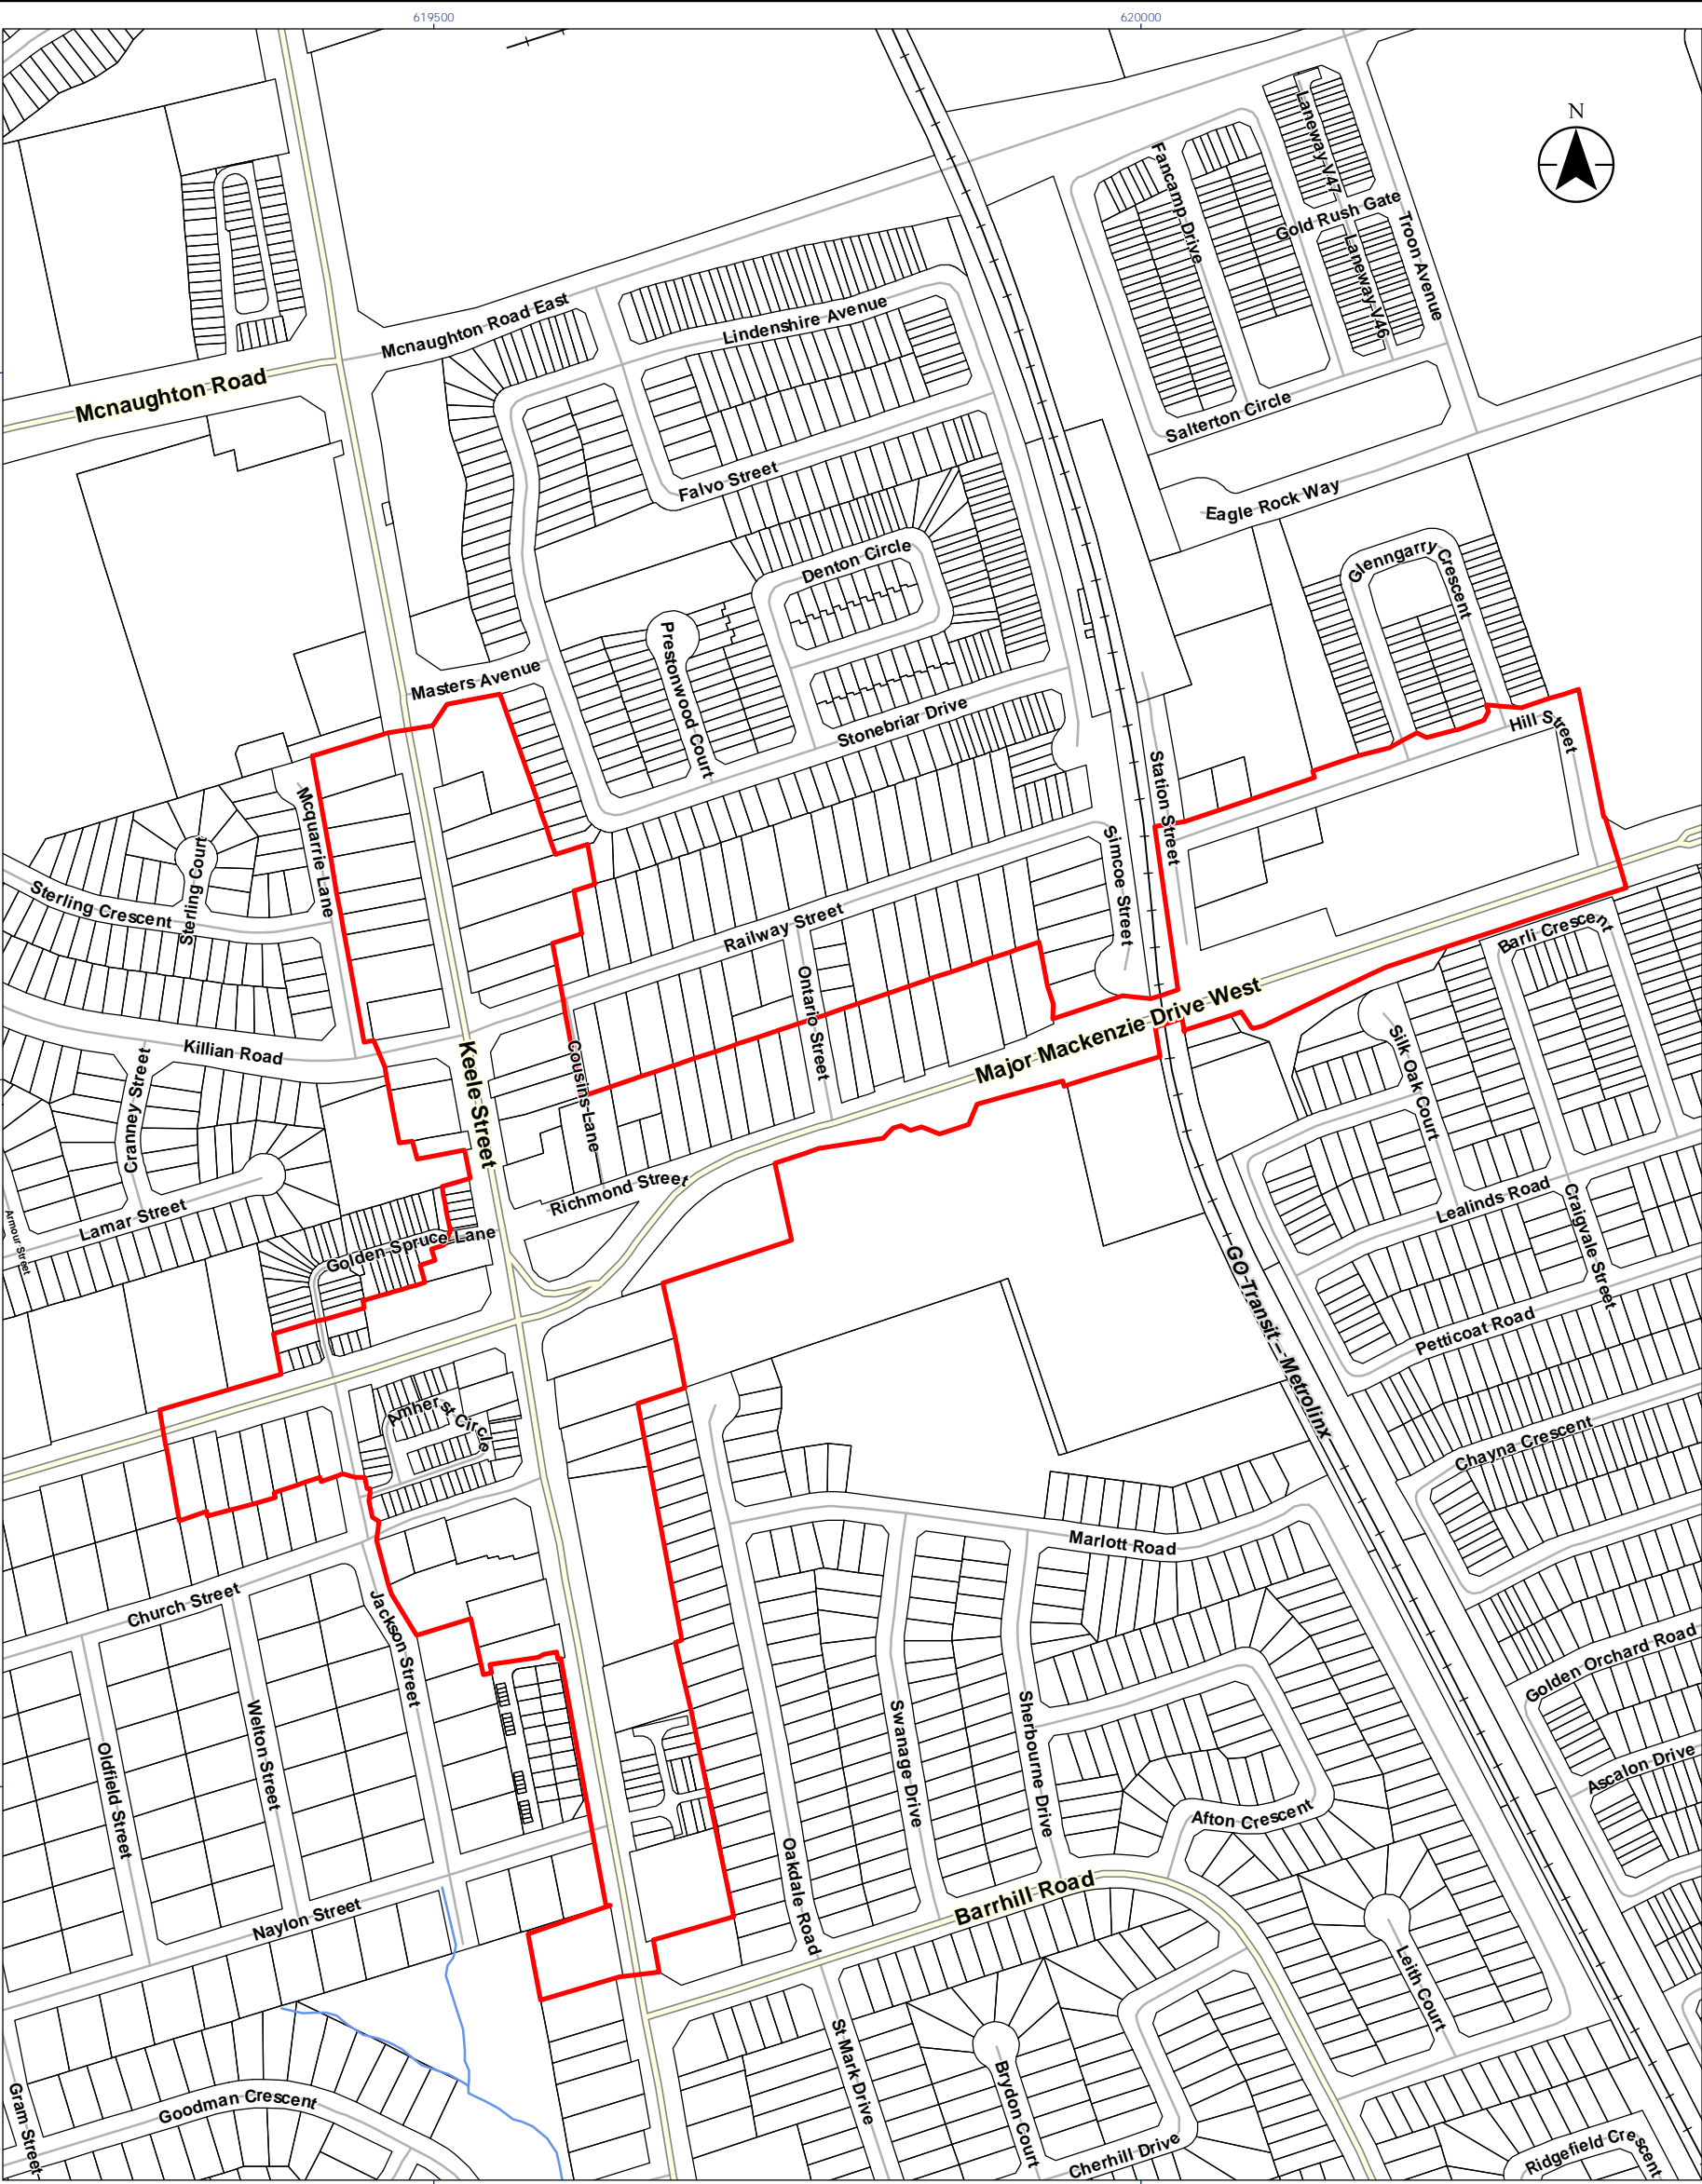 619500
620000
N
Laneway V47
Fancamp Drive
Gold Rush Gate
Troon Avenue
Laneway V46
Mcnaughton Road East
Lindenshire Avenue
Mcnaughton Road
Salterton Circle
Falvo Street
Eagle Rock Way
Denton Circle
Glenngarry Crescent
Prestonwood Court
Masters Avenue
Stonebriar Drive
Hill Street
Station Street
Mcquarrie Lane
Simcoe Street
Sterling Court
Sterling Crescent
Railway Street
Barli Crescent
Ontario Street
Major Mackenzie Drive West
Silk Oak Court
Killian Road
Keele Street
Cousins Lane
Cranney Street
Richmond Street
Lealinds Road
Craigvale Street
Lamar Street
Armour Street
Golden Spruce Lane
GO Transit - Metrolinx
Petticoat Road
Amherst Circle
Chayna Crescent
Marlott Road
Church Street
Jackson Street
Golden Orchard Road
Welton Street
Oldfield Street
Swanage Drive
Sherbourne Drive
Ascalon Drive
Afton Crescent
Oakdale Road
Barrhill Road
Naylon Street
Leith Court
St Mark Drive
Brydon Court
Gram Street
Goodman Crescent
Cherhill Drive
Ridgefield Crescent